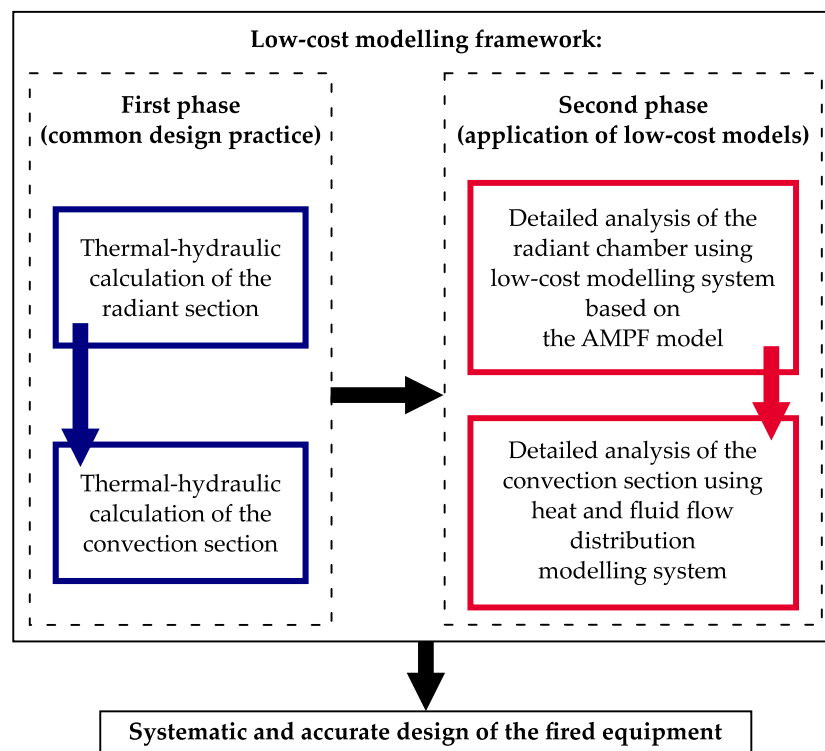 Low-cost modelling framework:
First phase
(common design practice)
Thermal-hydraulic
calculation of the
radiant section
Thermal-hydraulic
calculation of the
convection section
Second phase
(application of low-cost models)
Detailed analysis of the
radiant chamber using
low-cost modelling system
based on
the AMPF model
Detailed analysis of the
convection section using
heat and fluid flow
distribution
modelling system
Systematic and accurate design of the fired equipment